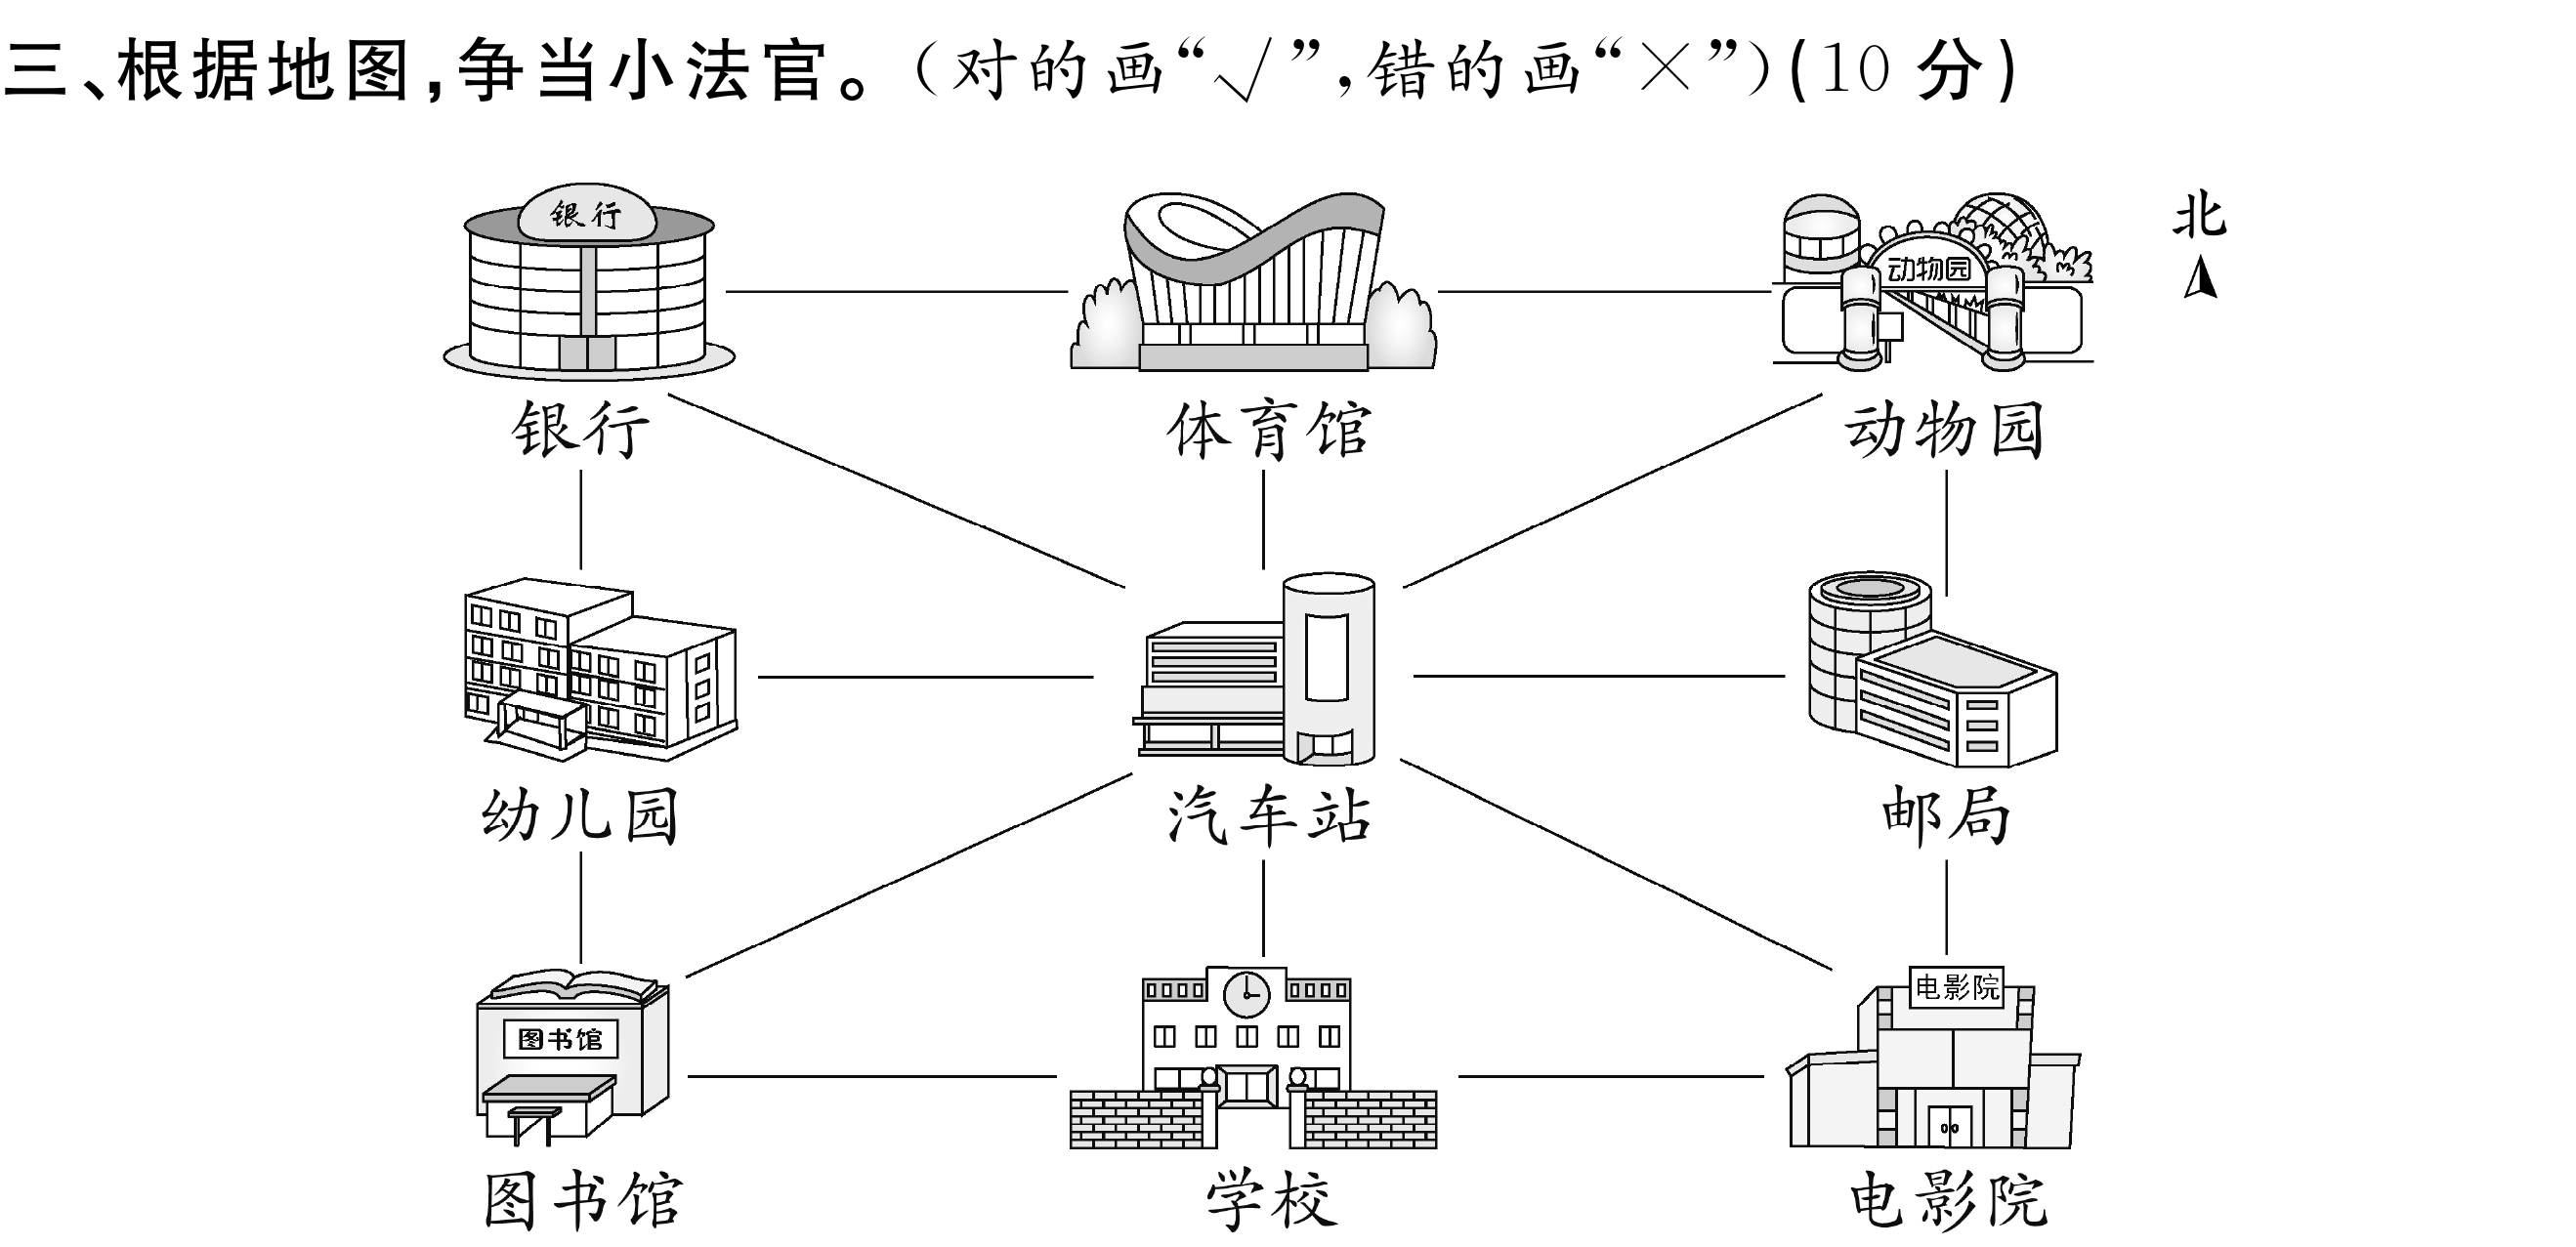 三、根据地图,争当小法官。(对的画“√”,错的画“×”)(10 分)
北
银行
动物园
银行 体育馆 动物园
幼儿园 汽车站 邮局
图书馆
电影院
图书馆 学校 电影院